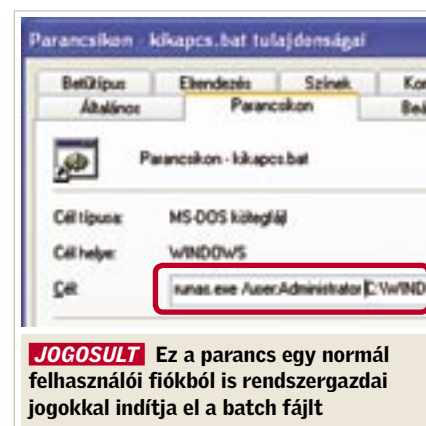 Parancsikon - kikapcs.bat tulajdonságai
Betűtípus Elrendezés Színek
Általános Parancsikon
Parancsikon - kikapcs.bat
Cél típusa: MS-DOS kötegfájl
Cél helye: WINDOWS
Cél: runas.exe /user:Administrator C:\WIND
JOGOSULT Ez a parancs egy normál
felhasználói fiókból is rendszergazdai
jogokkal indítja el a batch fájlt